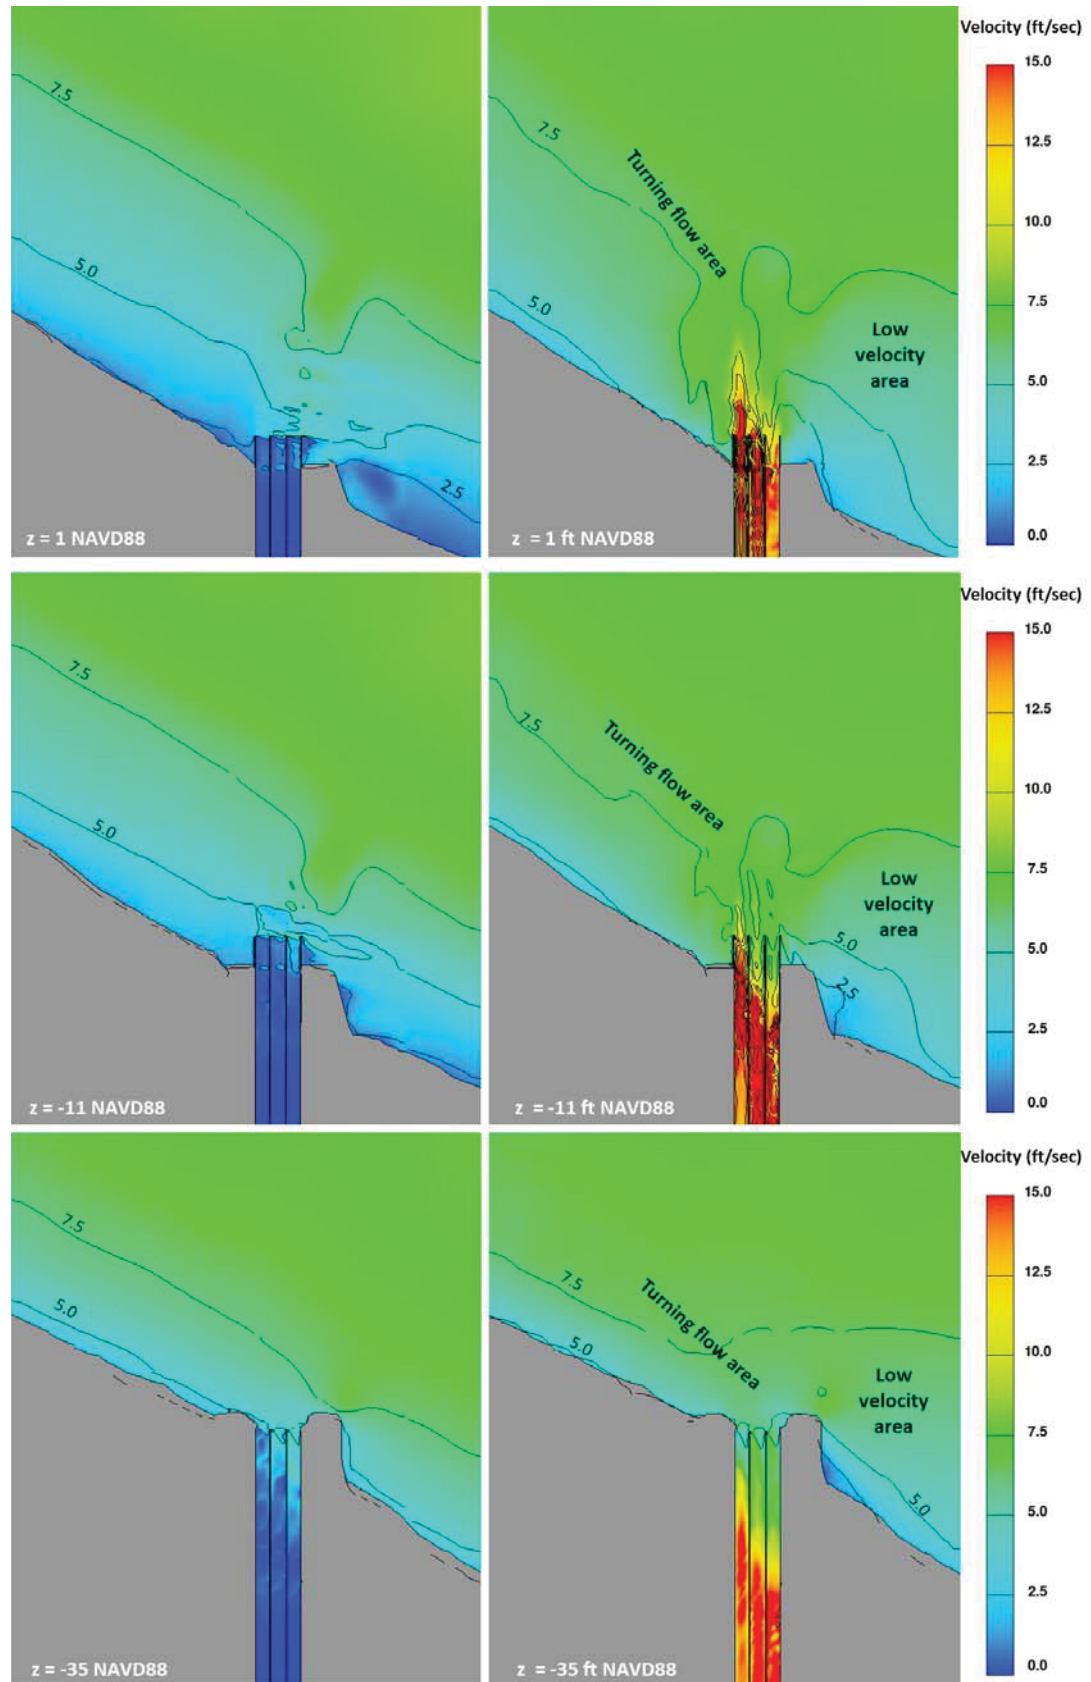 Velocity (ft/sec)
15.0
12.5
10.0
7.5
5.0
2.5
0.0
7.5
5.0
2.5
z = 1 NAVD88
7.5
5.0
Turning flow area
Low
velocity
area
z = 1 ft NAVD88
Velocity (ft/sec)
15.0
12.5
10.0
7.5
5.0
2.5
0.0
7.5
5.0
z = -11 NAVD88
7.5
Turning flow area
Low
velocity
area
5.0
2.5
z = -11 ft NAVD88
Velocity (ft/sec)
15.0
12.5
10.0
7.5
5.0
2.5
0.0
7.5
5.0
z = -35 NAVD88
7.5
5.0
Turning flow area
Low
velocity
area
5.0
z = -35 ft NAVD88